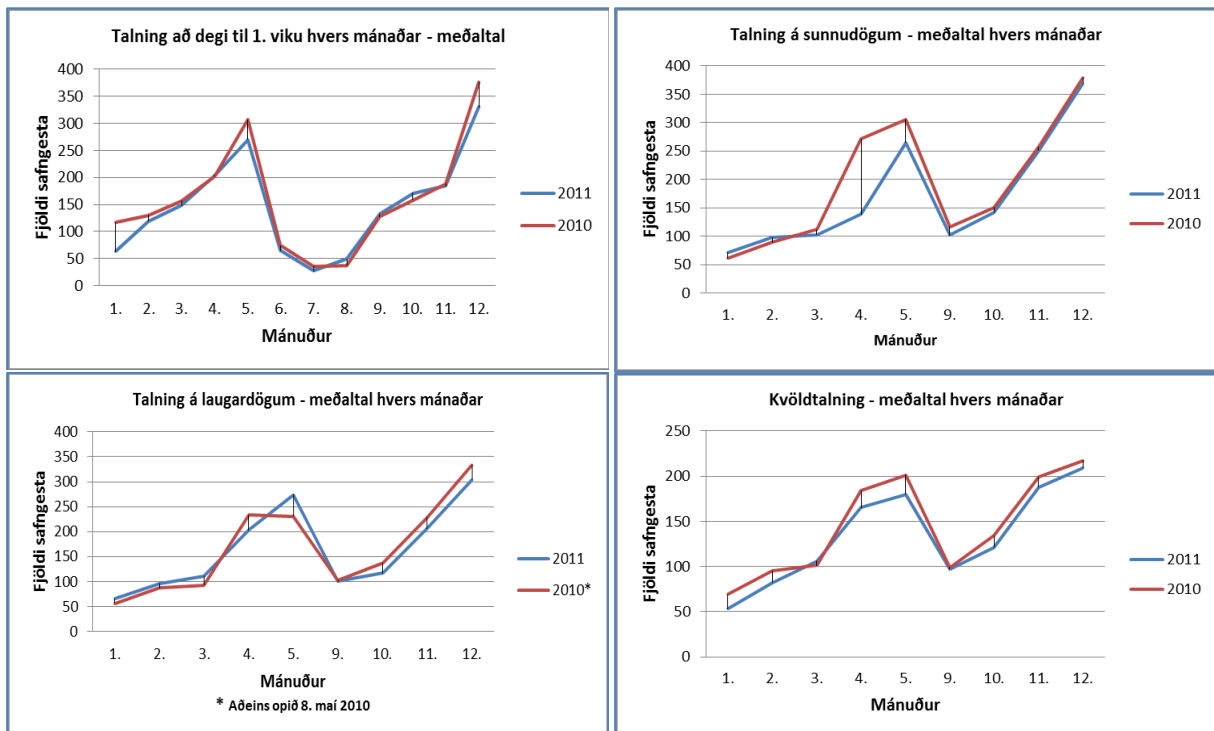 Talning að degi til 1. viku hvers mánaðar - meðaltal
Fjöldi safngesta
400
350
300
250
200
150
100
50
0
1. 2. 3. 4. 5. 6. 7. 8. 9. 10. 11. 12.
Mánuður
2011
2010
Talning á sunnudögum - meðaltal hvers mánaðar
Fjöldi safngesta
400
350
300
250
200
150
100
50
0
1. 2. 3. 4. 5. 9. 10. 11. 12.
Mánuður
2011
2010
Talning á laugardögum - meðaltal hvers mánaðar
Fjöldi safngesta
400
350
300
250
200
150
100
50
0
1. 2. 3. 4. 5. 9. 10. 11. 12.
Mánuður
* Aðeins opið 8. maí 2010
2011
2010*
Kvöldtalning - meðaltal hvers mánaðar
Fjöldi safngesta
250
200
150
100
50
0
1. 2. 3. 4. 5. 9. 10. 11. 12.
Mánuður
2011
2010